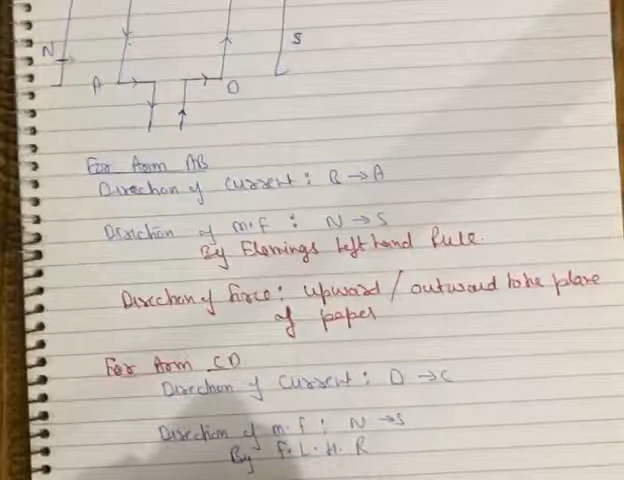 N
S
A
D
For Arm AB
Direction of current : B → A
Direction of m.f : N → S
By Flemings left hand Rule.
Direction of force : upward / outward to the plane
of paper
For Arm CD
Direction of current : D → C
Direction of m.f : N → S
By F.L.H.R